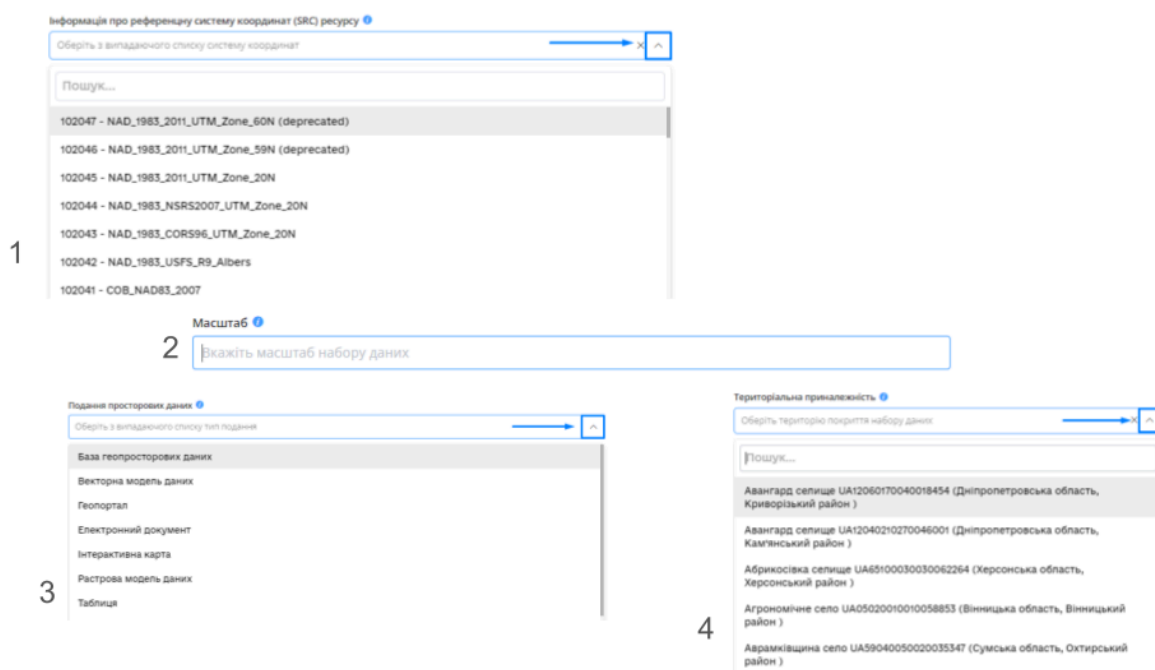 Інформація про референцну систему координат (SRC) ресурсу
Оберіть з випадаючого списку систему координат
Пошук...
102047 - NAD_1983_2011_UTM_Zone_60N (deprecated)
102046 - NAD_1983_2011_UTM_Zone_59N (deprecated)
102045 - NAD_1983_2011_UTM_Zone_20N
102044 - NAD_1983_NSRS2007_UTM_Zone_20N
102043 - NAD_1983_CORS96_UTM_Zone_20N
1
102042 - NAD_1983_USFS_R9_Albers
102041 - COB_NAD83_2007
Масштаб
2
Вкажіть масштаб набору даних
Подання просторових даних
Оберіть з випадаючого списку тип подання
База геопросторових даних
Векторна модель даних
Геопортал
Електронний документ
Інтерактивна карта
Растрова модель даних
3
Таблиця
Територіальна приналежність
Оберіть територію покриття набору даних
Пошук...
Авангард селище UA12060170040018454 (Дніпропетровська область,
Криворізький район )
Авангард селище UA12040210270046001 (Дніпропетровська область,
Кам'янський район )
Абрикосівка селище UA65100030030062264 (Херсонська область,
Херсонський район )
Агрономічне село UA05020010010058853 (Вінницька область, Вінницький
район )
4
Аврамківщина село UA59040050020035347 (Сумська область, Охтирський
район )